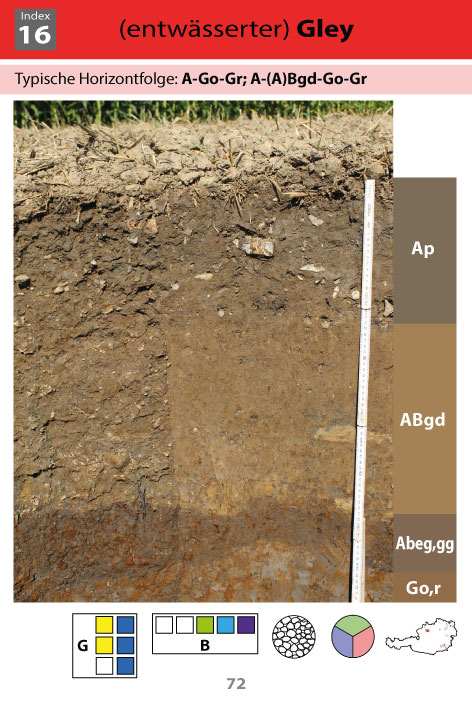 Index
16
(entwässerter) Gley
Typische Horizontfolge: A-Go-Gr; A-(A)Bgd-Go-Gr
Ap
ABgd
Abeg,gg
Go,r
G
B
72